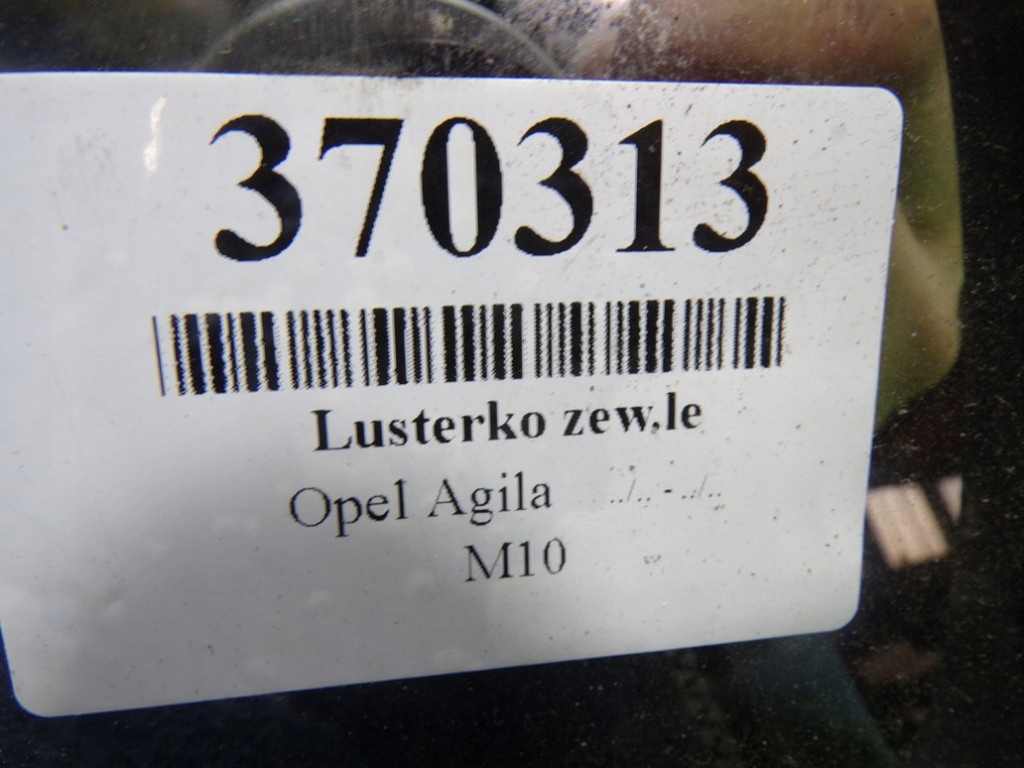 370313
Lusterko zew.le
Opel Agila ../.. - ../..
M10